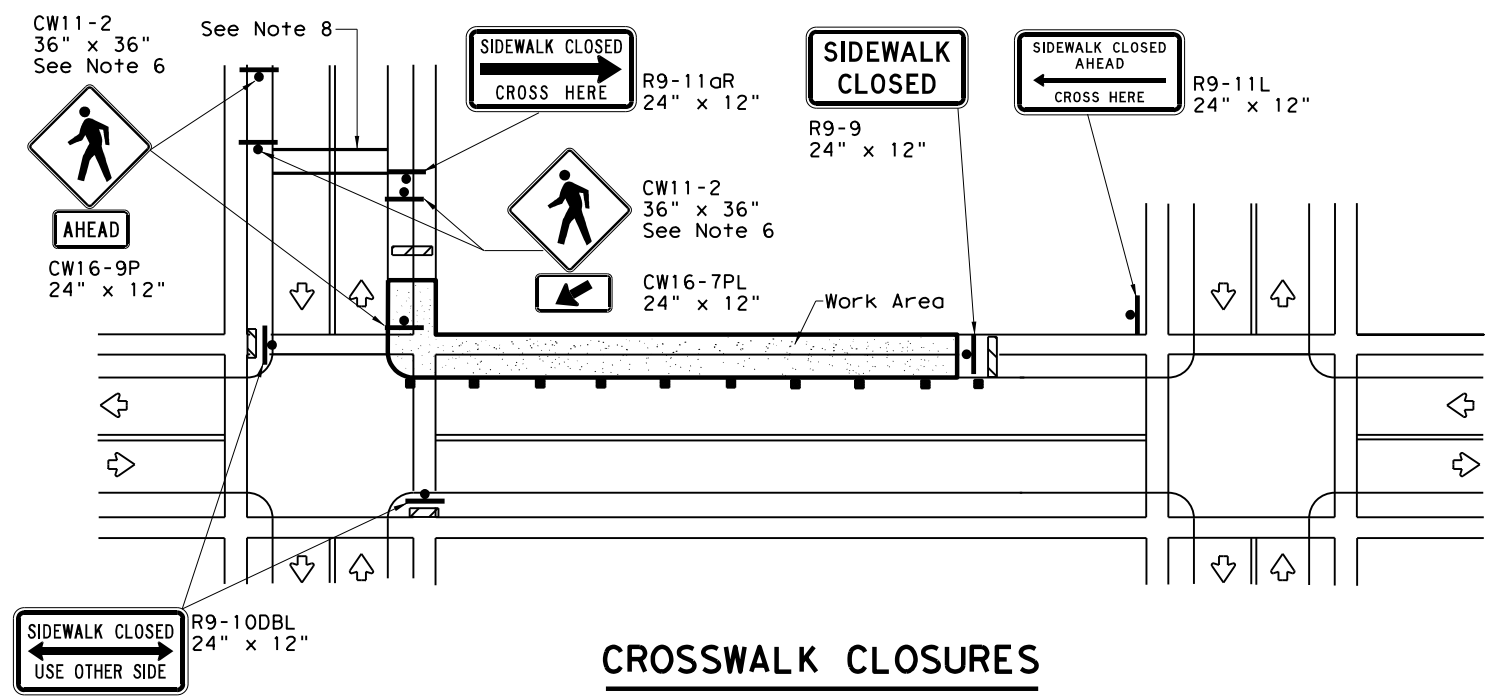 CW11-2
36" x 36"
See Note 6
AHEAD
CW16-9P
24" x 12"
See Note 8
SIDEWALK CLOSED
CROSS HERE
R9-11aR
24" x 12"
CW11-2
36" x 36"
See Note 6
CW16-7PL
24" x 12"
SIDEWALK
CLOSED
R9-9
24" x 12"
SIDEWALK CLOSED
AHEAD
CROSS HERE
R9-11L
24" x 12"
Work Area
SIDEWALK CLOSED
USE OTHER SIDE
R9-10DBL
24" x 12"
CROSSWALK CLOSURES